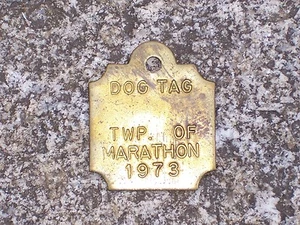 DOG TAG
TWP. OF
MARATHON
1973